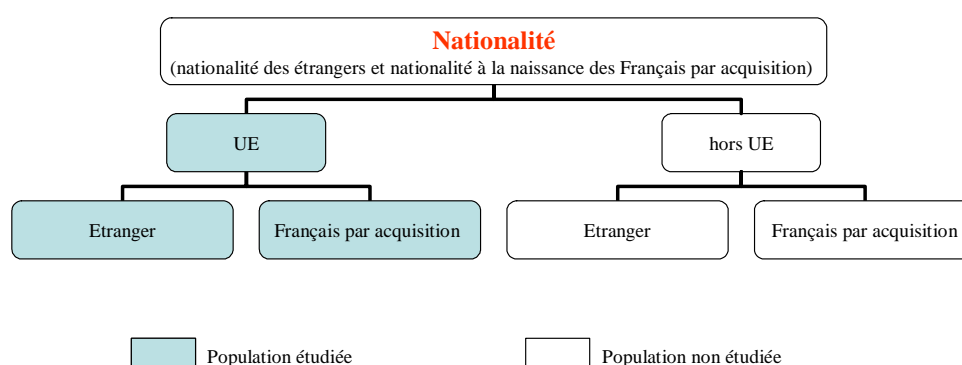 Nationalité
(nationalité des étrangers et nationalité à la naissance des Français par acquisition)
UE
hors UE
Etranger
Français par acquisition
Etranger
Français par acquisition
Population étudiée
Population non étudiée